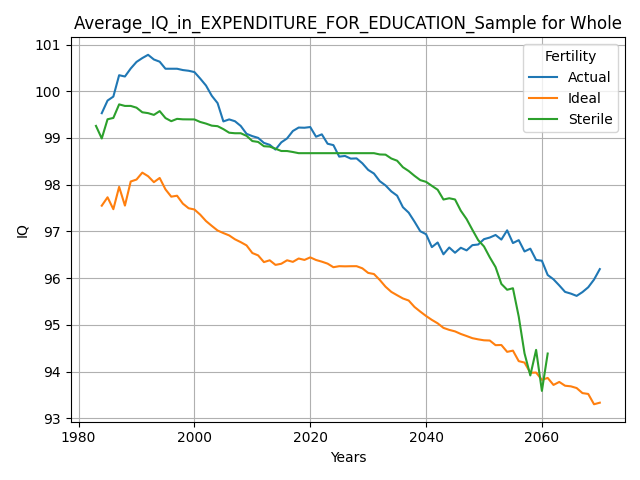 Average_IQ_in_EXPENDITURE_FOR_EDUCATION_Sample for Whole
Fertility
Actual
Ideal
Sterile
IQ
101
100
99
98
97
96
95
94
93
1980
2000
2020
2040
2060
Years